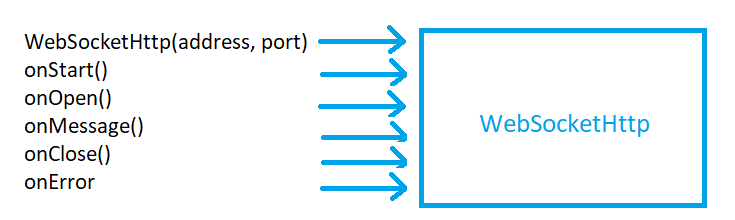 WebSocketHttp(address, port)
onStart()
onOpen()
onMessage()
onClose()
onError
WebSocketHttp